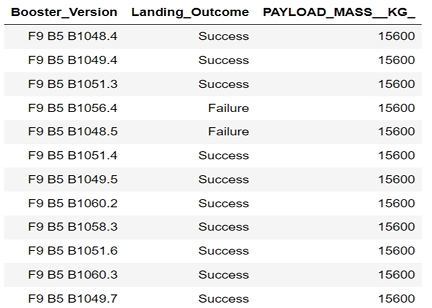 Booster_Version Landing_Outcome PAYLOAD_MASS__KG_
F9 B5 B1048.4 Success 15600
F9 B5 B1049.4 Success 15600
F9 B5 B1051.3 Success 15600
F9 B5 B1056.4 Failure 15600
F9 B5 B1048.5 Failure 15600
F9 B5 B1051.4 Success 15600
F9 B5 B1049.5 Success 15600
F9 B5 B1060.2 Success 15600
F9 B5 B1058.3 Success 15600
F9 B5 B1051.6 Success 15600
F9 B5 B1060.3 Success 15600
F9 B5 B1049.7 Success 15600